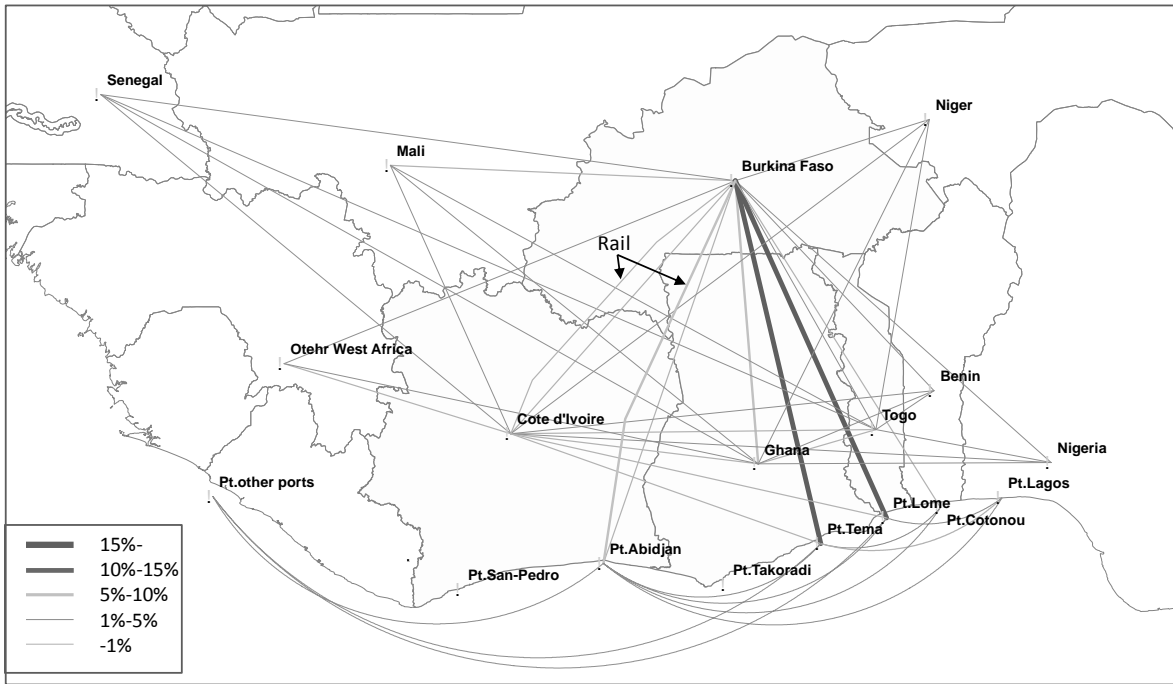 Senegal
Niger
Mali
Burkina Faso
Rail
Otehr West Africa
Benin
Cote d'Ivoire
Togo
Ghana
Nigeria
Pt.other ports
Pt.Lagos
Pt.Lome
Pt.Cotonou
Pt.Tema
Pt.Abidjan
Pt.San-Pedro
Pt.Takoradi
15%-
10%-15%
5%-10%
1%-5%
-1%